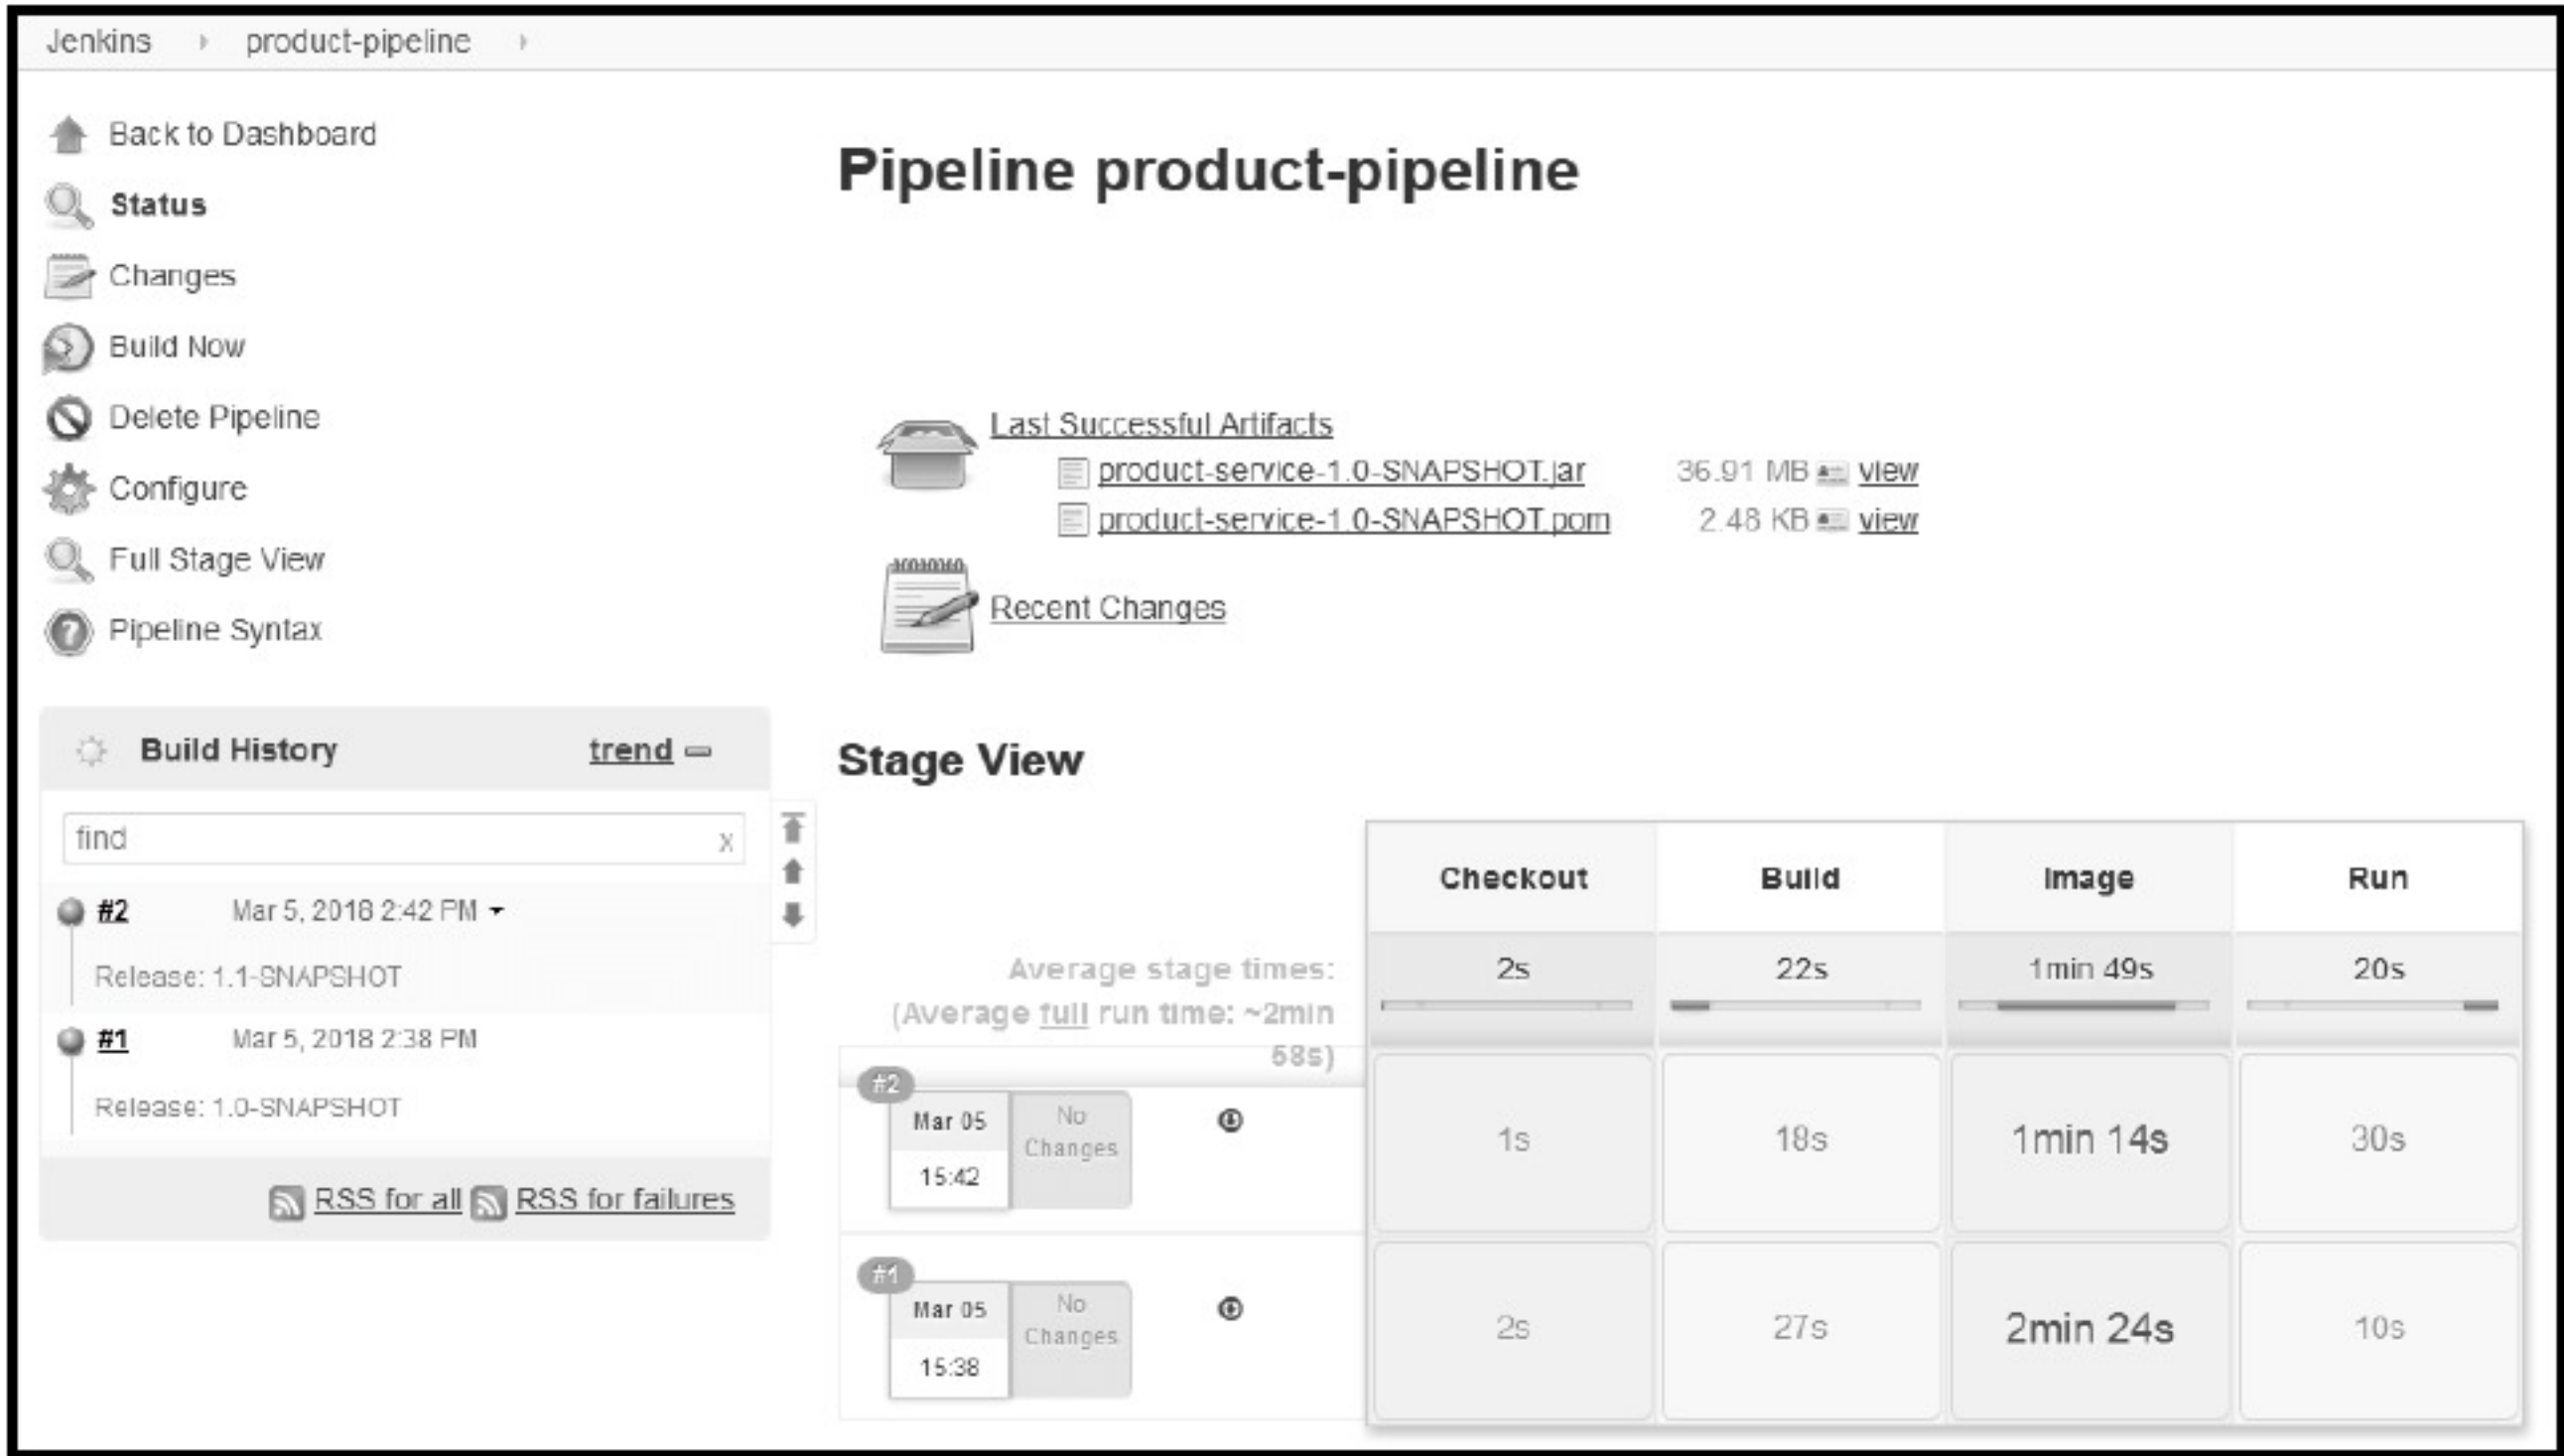 Jenkins product-pipeline
Back to Dashboard
Status
Changes
Build Now
Delete Pipeline
Configure
Full Stage View
Pipeline Syntax
Build History trend
find x
#2 Mar 5, 2018 2:42 PM
Release: 1.1-SNAPSHOT
#1 Mar 5, 2018 2:38 PM
Release: 1.0-SNAPSHOT
RSS for all RSS for failures
Pipeline product-pipeline
Last Successful Artifacts
product-service-1.0-SNAPSHOT.jar 36.91 MB view
product-service-1.0-SNAPSHOT.pom 2.48 KB view
Recent Changes
Stage View
Checkout Build Image Run
Average stage times: 2s 22s 1min 49s 20s
(Average full run time: ~2min
58s)
#2
Mar 05 No
Changes
15:42
1s 18s 1min 14s 30s
#1
Mar 05 No
Changes
15:38
2s 27s 2min 24s 10s